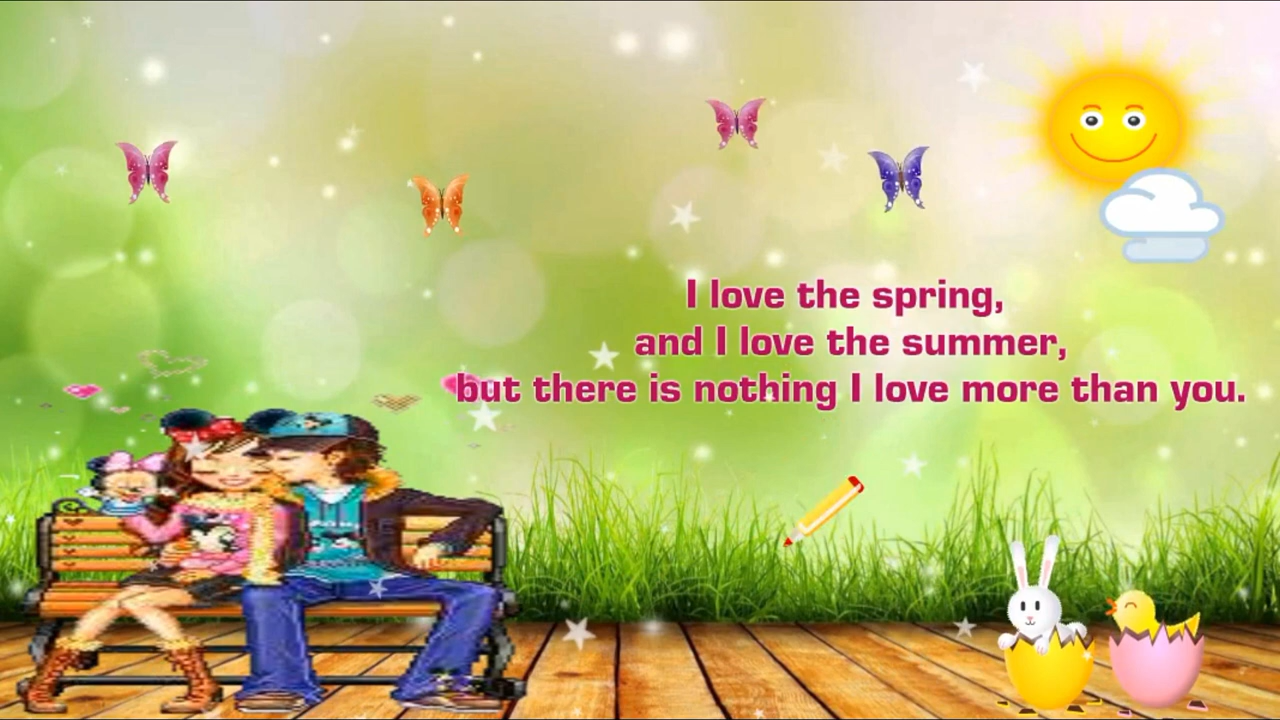 I love the spring,
and I love the summer,
but there is nothing I love more than you.